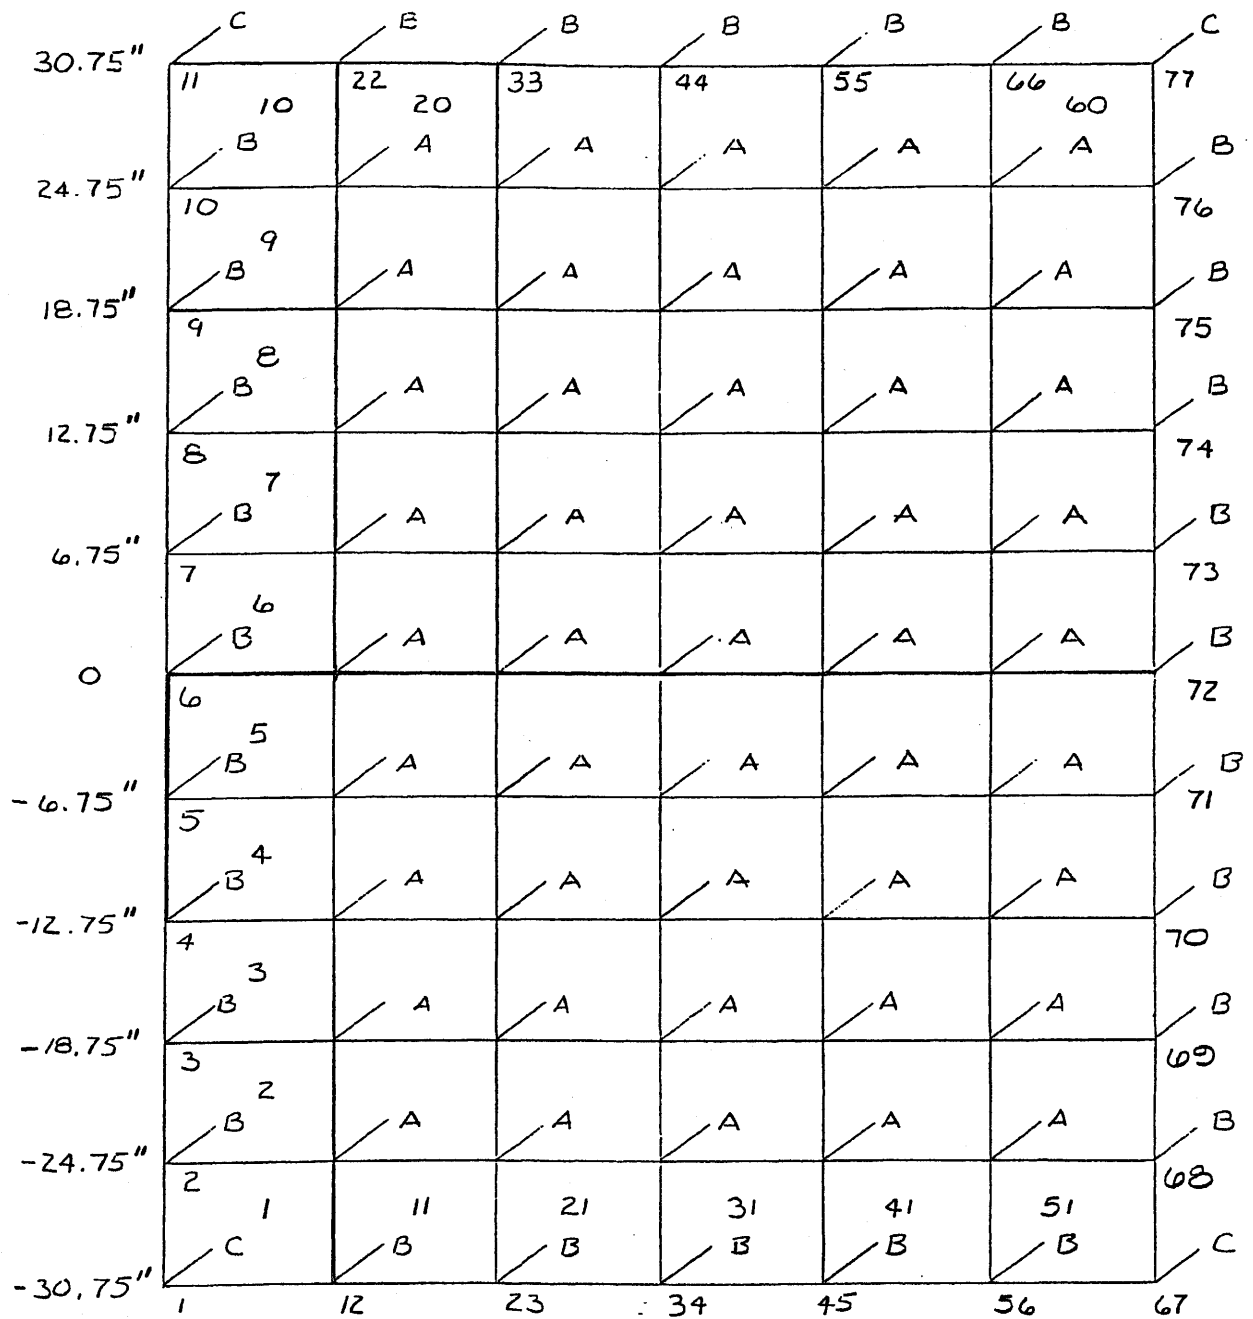 C E B B B B C
30.75"
11 22 33 44 55 66 77
10 20 60
B A A A A A B
24.75"
10 76
9
B A A A A A B
18.75"
9 75
8
B A A A A A B
12.75"
8 74
7
B A A A A A B
6.75"
7 73
6
B A A A A A B
0
6 72
5
B A A A A A B
-6.75"
5 71
4
B A A A A A B
-12.75"
4 70
3
B A A A A A B
-18.75"
3 69
2
B A A A A A B
-24.75"
2 68
1 11 21 31 41 51
C B B B B B C
-30.75"
1 12 23 34 45 56 67